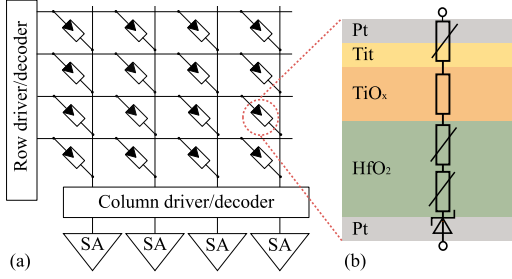 Row driver/decoder
Column driver/decoder
SA SA SA SA
(a)
Pt
Tit
TiOₓ
HfO₂
Pt
(b)